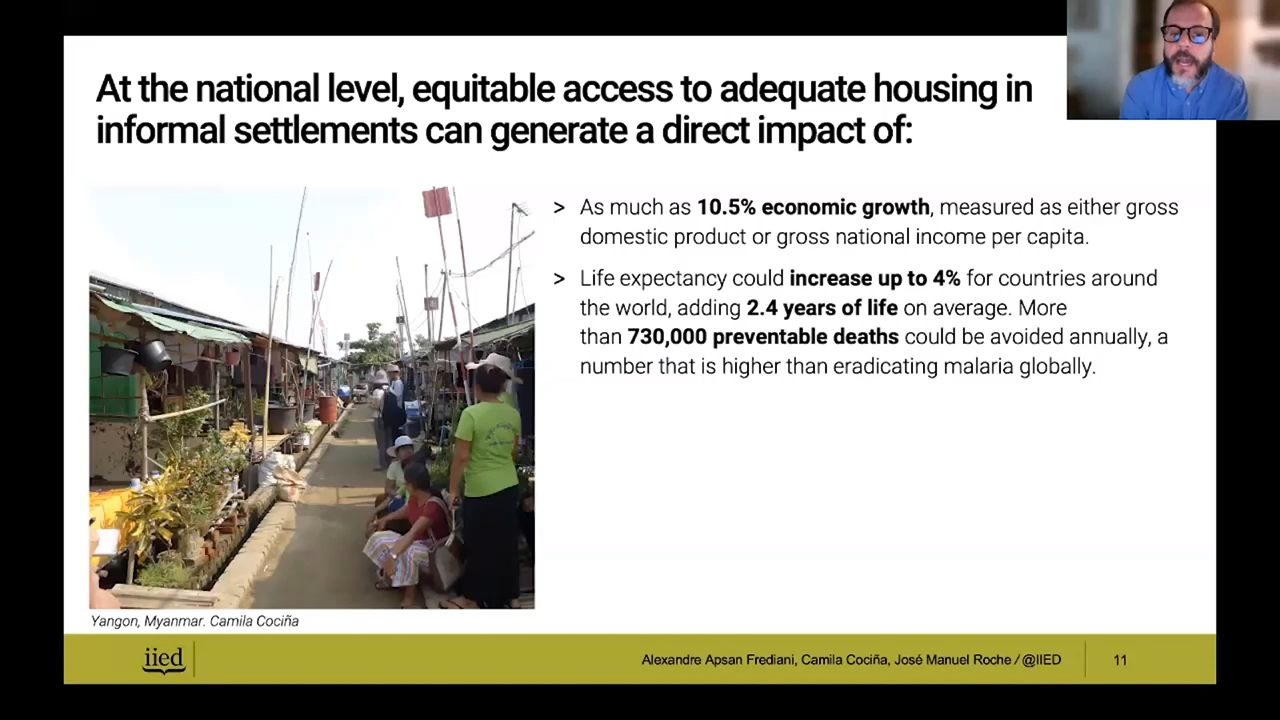 At the national level, equitable access to adequate housing in
informal settlements can generate a direct impact of:
> As much as 10.5% economic growth, measured as either gross
domestic product or gross national income per capita.
> Life expectancy could increase up to 4% for countries around
the world, adding 2.4 years of life on average. More
than 730,000 preventable deaths could be avoided annually, a
number that is higher than eradicating malaria globally.
Yangon, Myanmar. Camila Cociña
iied
Alexandre Apsan Frediani, Camila Cociña, José Manuel Roche / @IIED
11